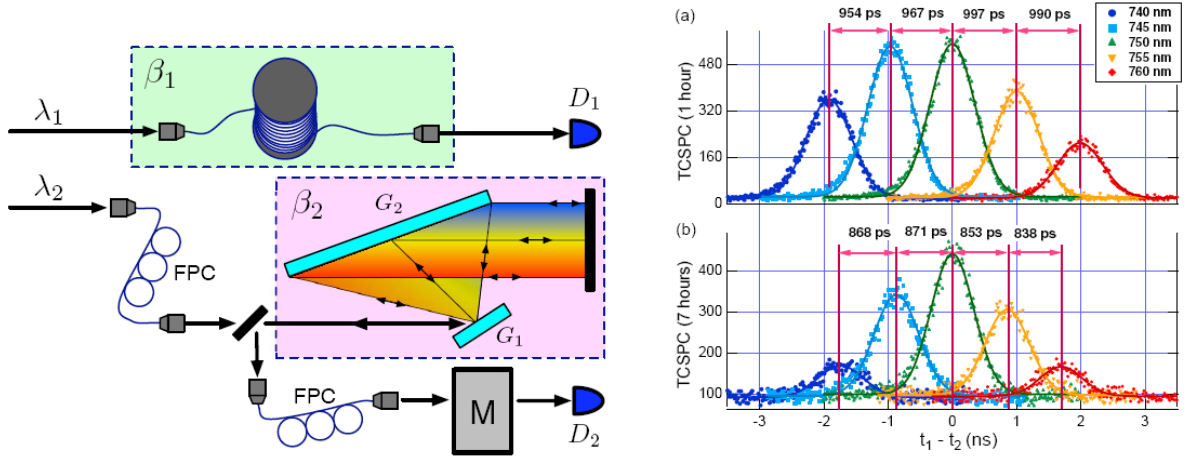 β₁
λ₁
D₁
λ₂
FPC
β₂
G₂
G₁
FPC
M
D₂
(a)
954 ps 967 ps 997 ps 990 ps
740 nm
745 nm
750 nm
755 nm
760 nm
TCSPC (1 hour)
480
320
160
0
(b)
868 ps 871 ps 853 ps 838 ps
TCSPC (7 hours)
400
300
200
100
-3 -2 -1 0 1 2 3
t₁ - t₂ (ns)